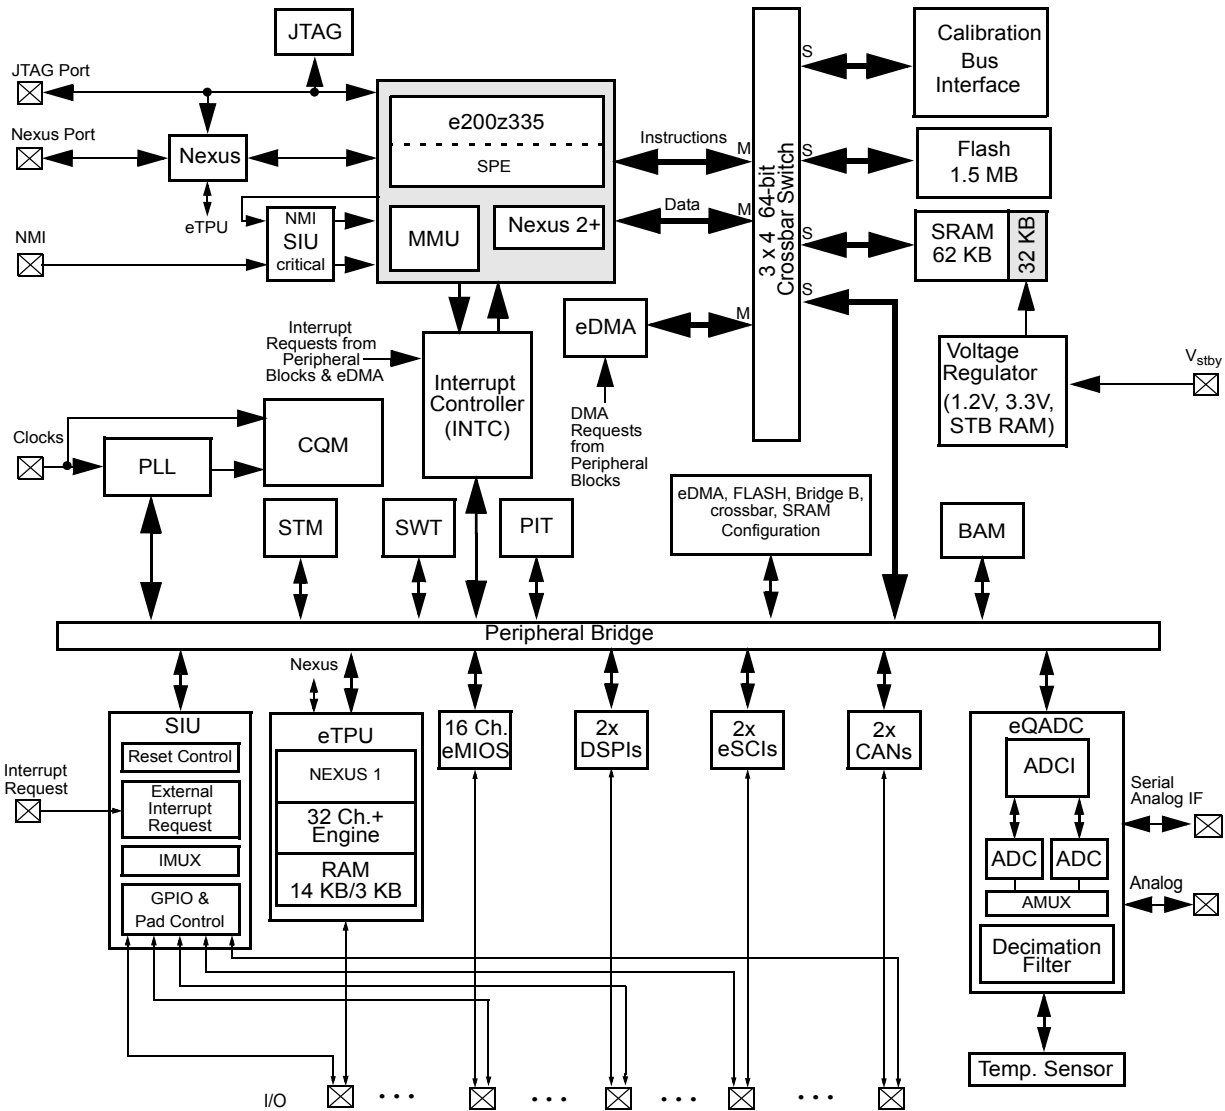 JTAG
JTAG Port
Nexus Port
Nexus
eTPU
NMI
NMI
SIU
critical
e200z335
SPE
MMU
Nexus 2+
Instructions
M
Data
M
M
3 x 4 64-bit
Crossbar Switch
S
S
S
S
Calibration
Bus
Interface
Flash
1.5 MB
SRAM
62 KB
32 KB
Voltage
Regulator
(1.2V, 3.3V,
STB RAM)
Vstby
eDMA
DMA
Requests
from
Peripheral
Blocks
Interrupt
Requests from
Peripheral
Blocks & eDMA
Interrupt
Controller
(INTC)
Clocks
PLL
CQM
STM
SWT
PIT
eDMA, FLASH, Bridge B,
crossbar, SRAM
Configuration
BAM
Peripheral Bridge
Nexus
SIU
Reset Control
External
Interrupt
Request
IMUX
GPIO &
Pad Control
Interrupt
Request
eTPU
NEXUS 1
32 Ch.+
Engine
RAM
14 KB/3 KB
16 Ch.
eMIOS
2x
DSPIs
2x
eSCIs
2x
CANs
eQADC
ADCI
ADC
ADC
AMUX
Decimation
Filter
Serial
Analog IF
Analog
Temp. Sensor
I/O
. . .
. . .
. . .
. . .